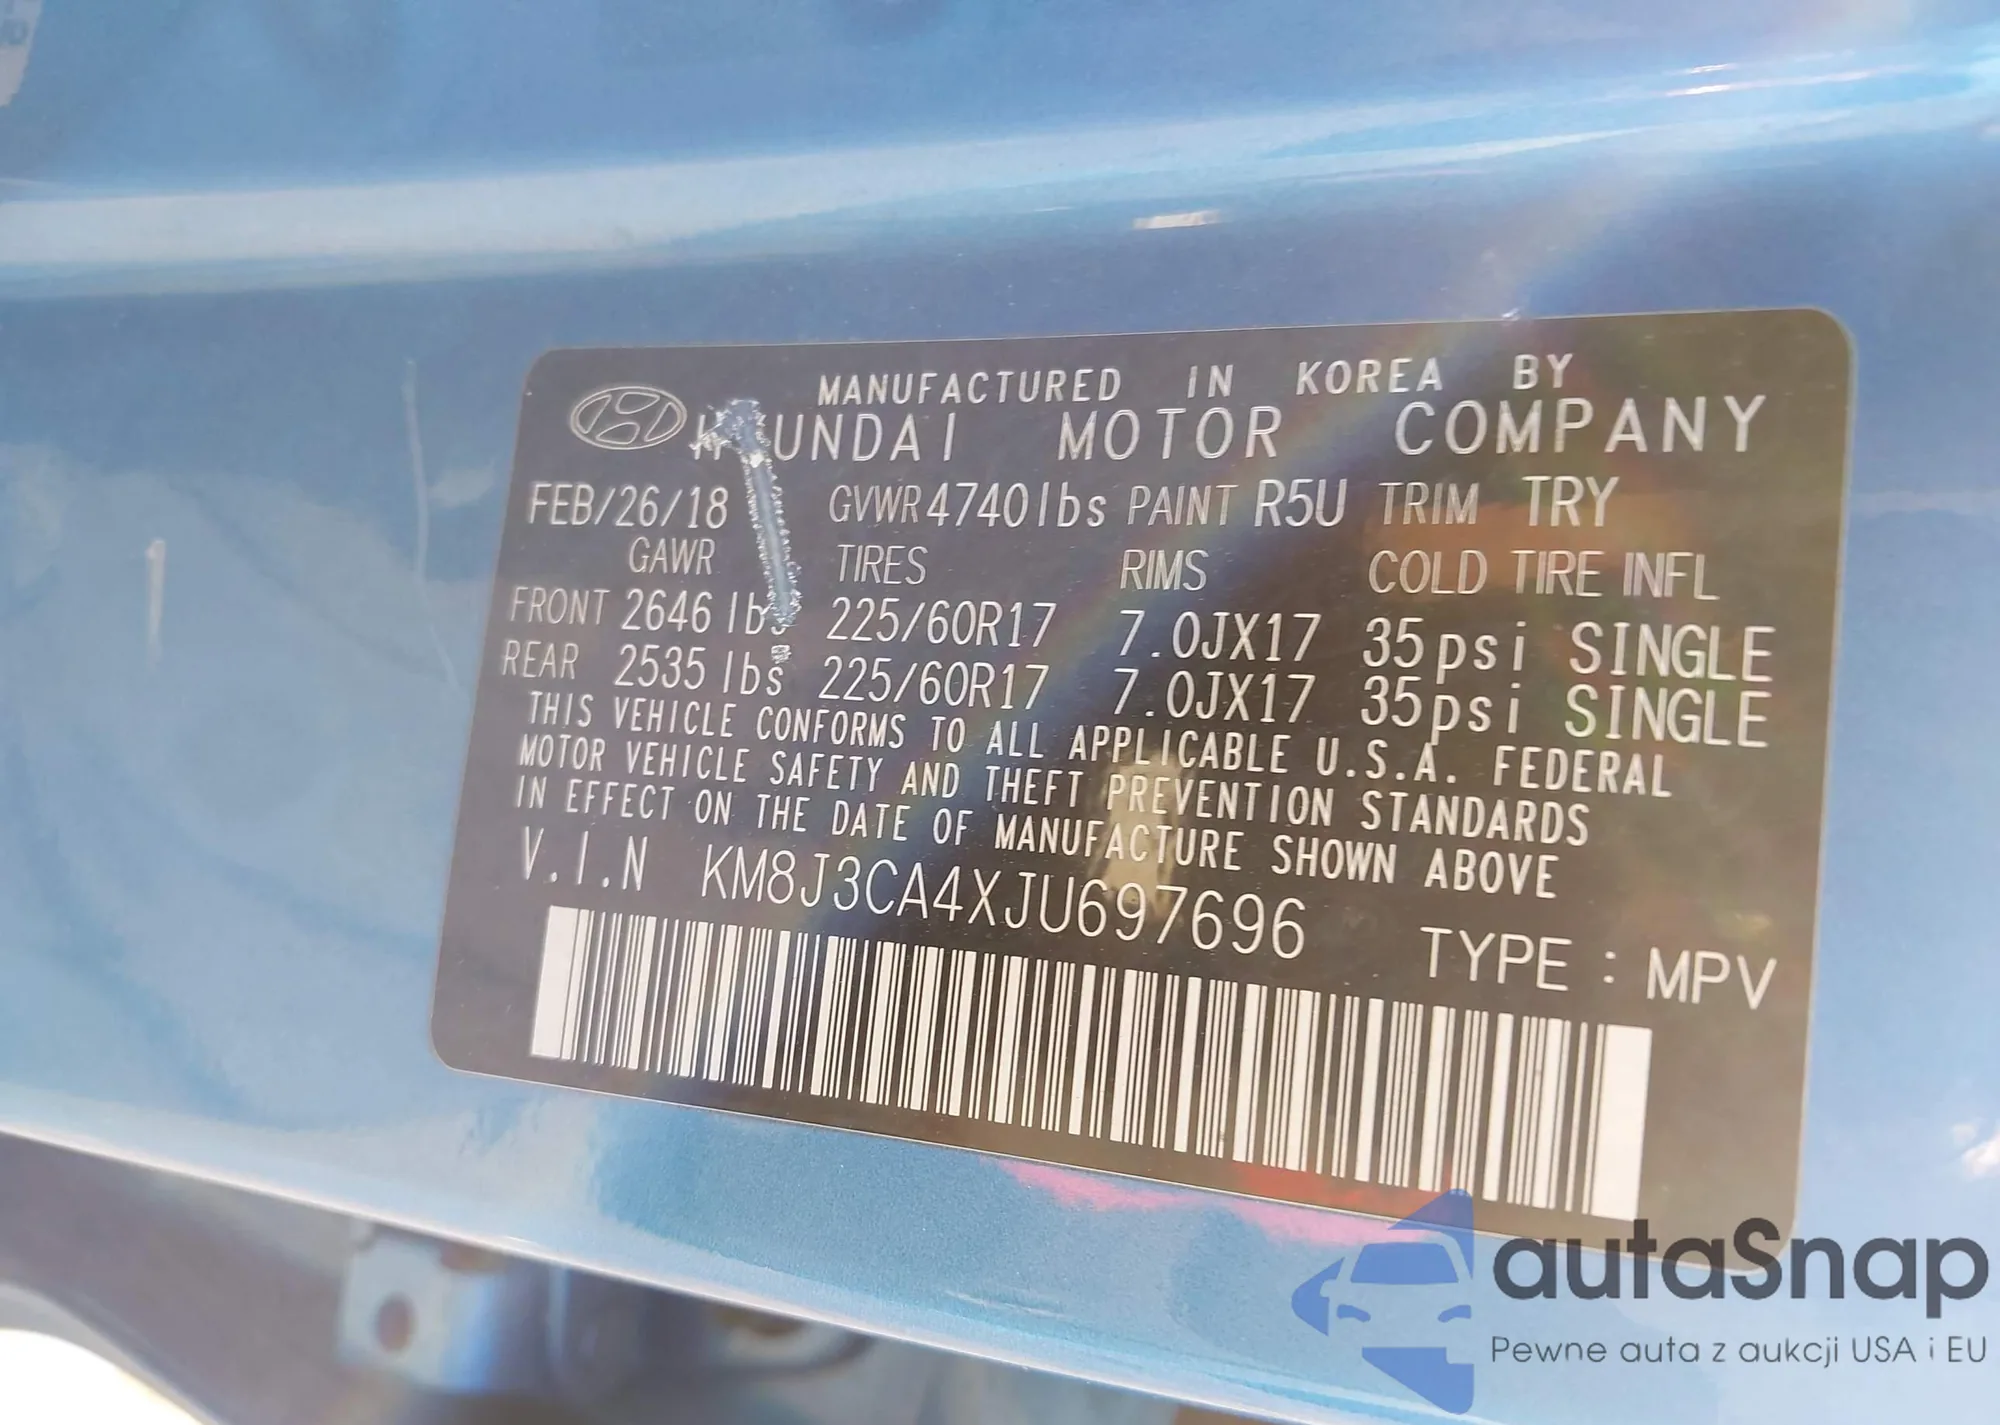 MANUFACTURED IN KOREA BY
HYUNDAI MOTOR COMPANY
FEB/26/18 GVWR 4740lbs PAINT R5U TRIM TRY
GAWR TIRES RIMS COLD TIRE INFL
FRONT 2646 lbs 225/60R17 7.0JX17 35psi SINGLE
REAR 2535 lbs 225/60R17 7.0JX17 35psi SINGLE
THIS VEHICLE CONFORMS TO ALL APPLICABLE U.S.A. FEDERAL
MOTOR VEHICLE SAFETY AND THEFT PREVENTION STANDARDS
IN EFFECT ON THE DATE OF MANUFACTURE SHOWN ABOVE
V.I.N KM8J3CA4XJU697696
TYPE : MPV
autaSnap
Pewne auta z aukcji USA i EU